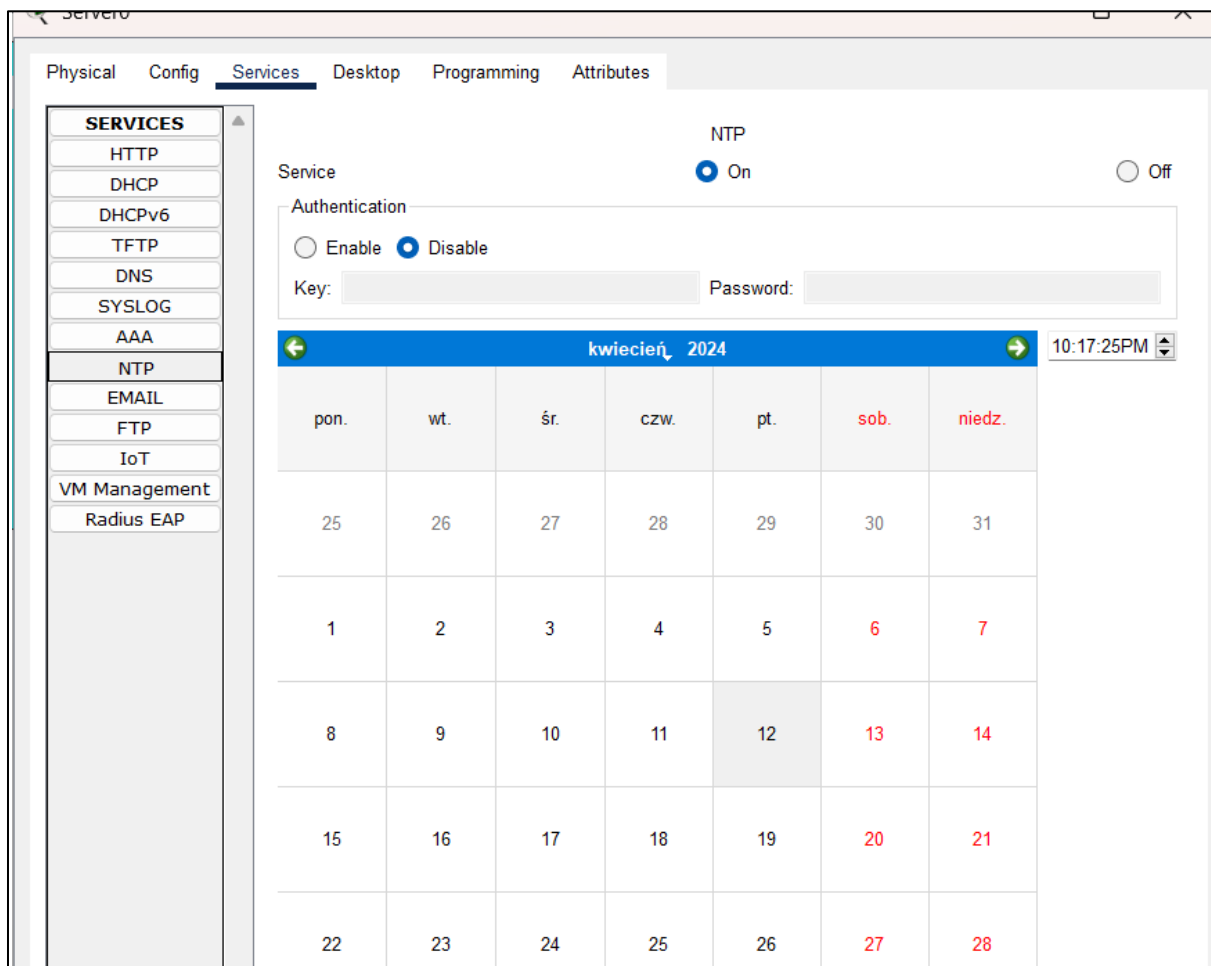 Server0
Physical Config Services Desktop Programming Attributes
SERVICES
HTTP
DHCP
DHCPv6
TFTP
DNS
SYSLOG
AAA
NTP
EMAIL
FTP
IoT
VM Management
Radius EAP
NTP
Service On Off
Authentication
Enable Disable
Key: Password:
kwiecień, 2024 10:17:25PM
pon. wt. śr. czw. pt. sob. niedz.
25 26 27 28 29 30 31
1 2 3 4 5 6 7
8 9 10 11 12 13 14
15 16 17 18 19 20 21
22 23 24 25 26 27 28